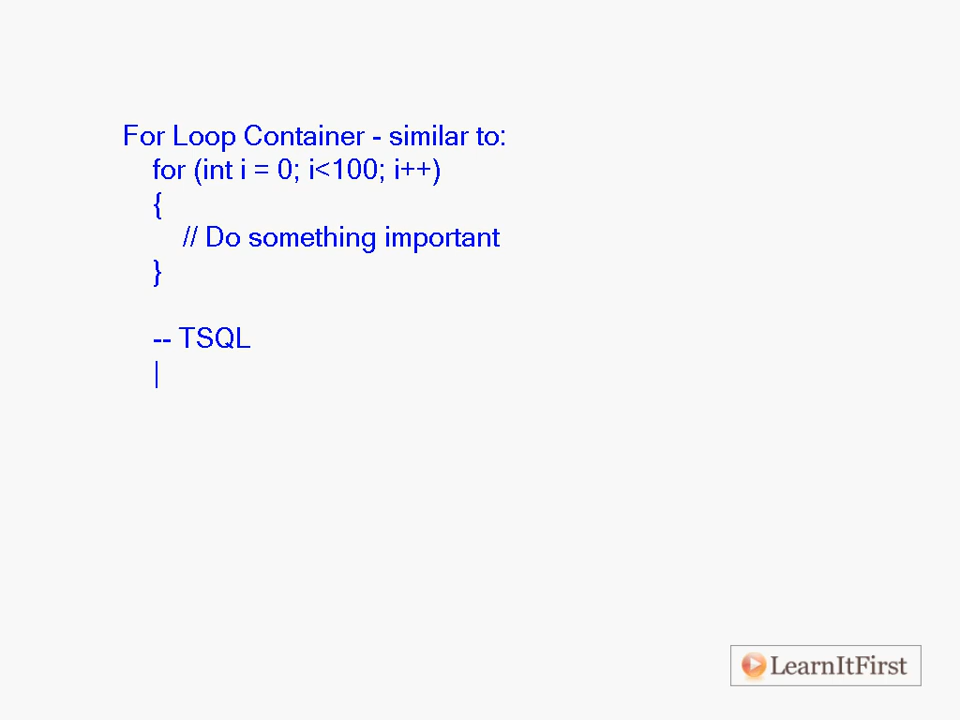 For Loop Container - similar to:
for (int i = 0; i<100; i++)
{
// Do something important
}
-- TSQL
LearnItFirst